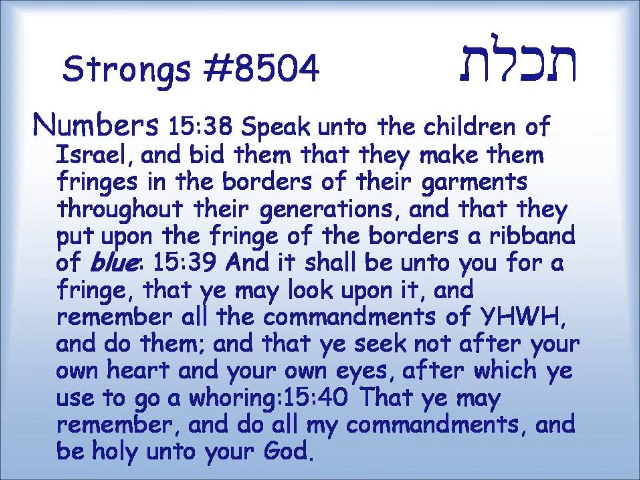 Strongs #8504 תכלת
Numbers 15:38 Speak unto the children of
Israel, and bid them that they make them
fringes in the borders of their garments
throughout their generations, and that they
put upon the fringe of the borders a ribband
of blue: 15:39 And it shall be unto you for a
fringe, that ye may look upon it, and
remember all the commandments of YHWH,
and do them; and that ye seek not after your
own heart and your own eyes, after which ye
use to go a whoring:15:40 That ye may
remember, and do all my commandments, and
be holy unto your God.